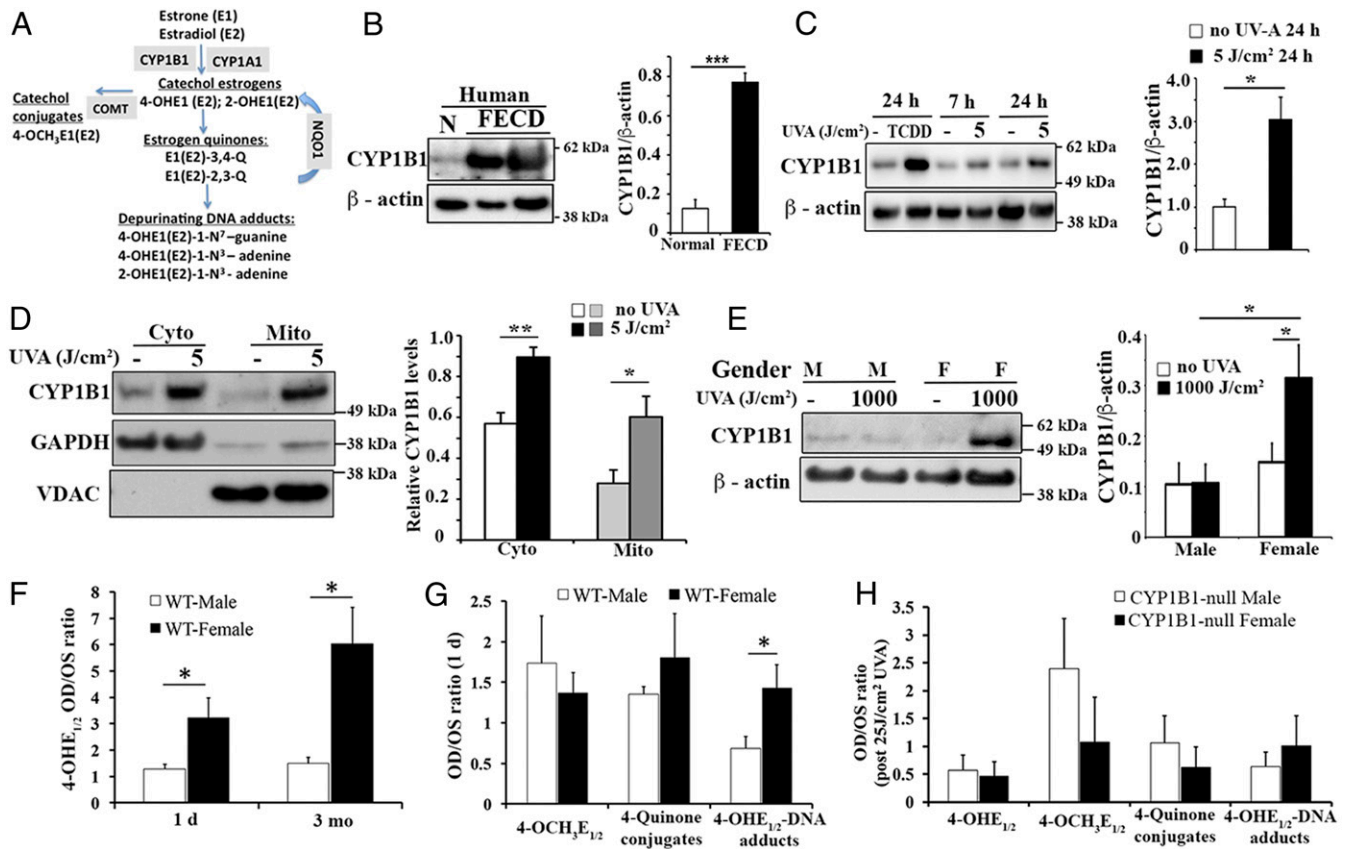 A
Estrone (E1)
Estradiol (E2)
CYP1B1
CYP1A1
Catechol estrogens
4-OHE1 (E2); 2-OHE1(E2)
Catechol
conjugates
4-OCH₃E1(E2)
COMT
NQO1
Estrogen quinones:
E1(E2)-3,4-Q
E1(E2)-2,3-Q
Depurinating DNA adducts:
4-OHE1(E2)-1-N⁷–guanine
4-OHE1(E2)-1-N³– adenine
2-OHE1(E2)-1-N³- adenine
B
Human
N FECD
CYP1B1
β - actin
62 kDa
49 kDa
38 kDa
CYP1B1/β-actin
0.8
0.6
0.4
0.2
0
***
Normal FECD
C
24 h 7 h 24 h
UVA (J/cm²) - TCDD - 5 - 5
CYP1B1
β - actin
62 kDa
49 kDa
38 kDa
no UV-A 24 h
5 J/cm² 24 h
CYP1B1/β-actin
4.0
3.0
2.0
1.0
0.0
*
D
Cyto Mito
UVA (J/cm²) - 5 - 5
CYP1B1
GAPDH
VDAC
49 kDa
38 kDa
38 kDa
no UVA
5 J/cm²
Relative CYP1B1 levels
1.0
0.8
0.6
0.4
0.2
0
**
*
Cyto Mito
E
Gender M M F F
UVA (J/cm²) - 1000 - 1000
CYP1B1
β - actin
62 kDa
49 kDa
38 kDa
CYP1B1/β-actin
0.4
0.3
0.2
0.1
0
*
*
no UVA
1000 J/cm²
Male Female
F
4-OHE1/2 OD/OS ratio
8
7
6
5
4
3
2
1
0
WT-Male
WT-Female
*
*
1 d 3 mo
G
OD/OS ratio (1 d)
2.5
2
1.5
1
0.5
0
WT-Male WT-Female
*
4-OCH₃E1/2
4-Quinone
conjugates
4-OHE1/2-DNA
adducts
H
OD/OS ratio
(post 25J/cm² UVA)
3.5
3
2.5
2
1.5
1
0.5
0
CYP1B1-null Male
CYP1B1-null Female
4-OHE1/2
4-OCH₃E1/2
4-Quinone
conjugates
4-OHE1/2-DNA
adducts